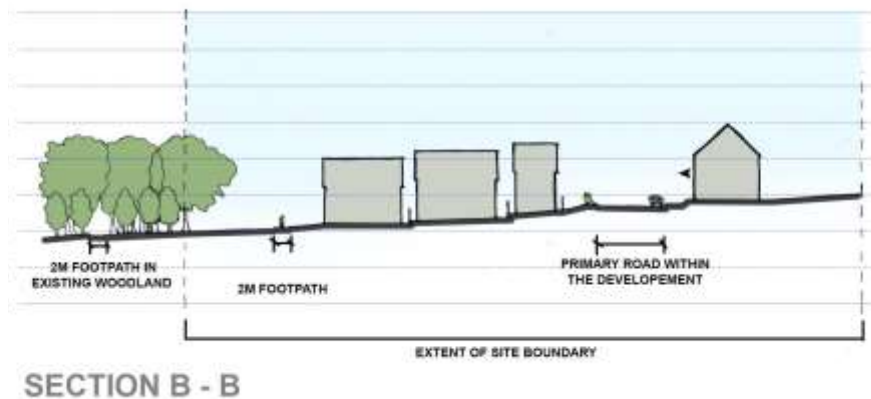 2M FOOTPATH IN
EXISTING WOODLAND
2M FOOTPATH
PRIMARY ROAD WITHIN
THE DEVELOPEMENT
EXTENT OF SITE BOUNDARY
SECTION B - B